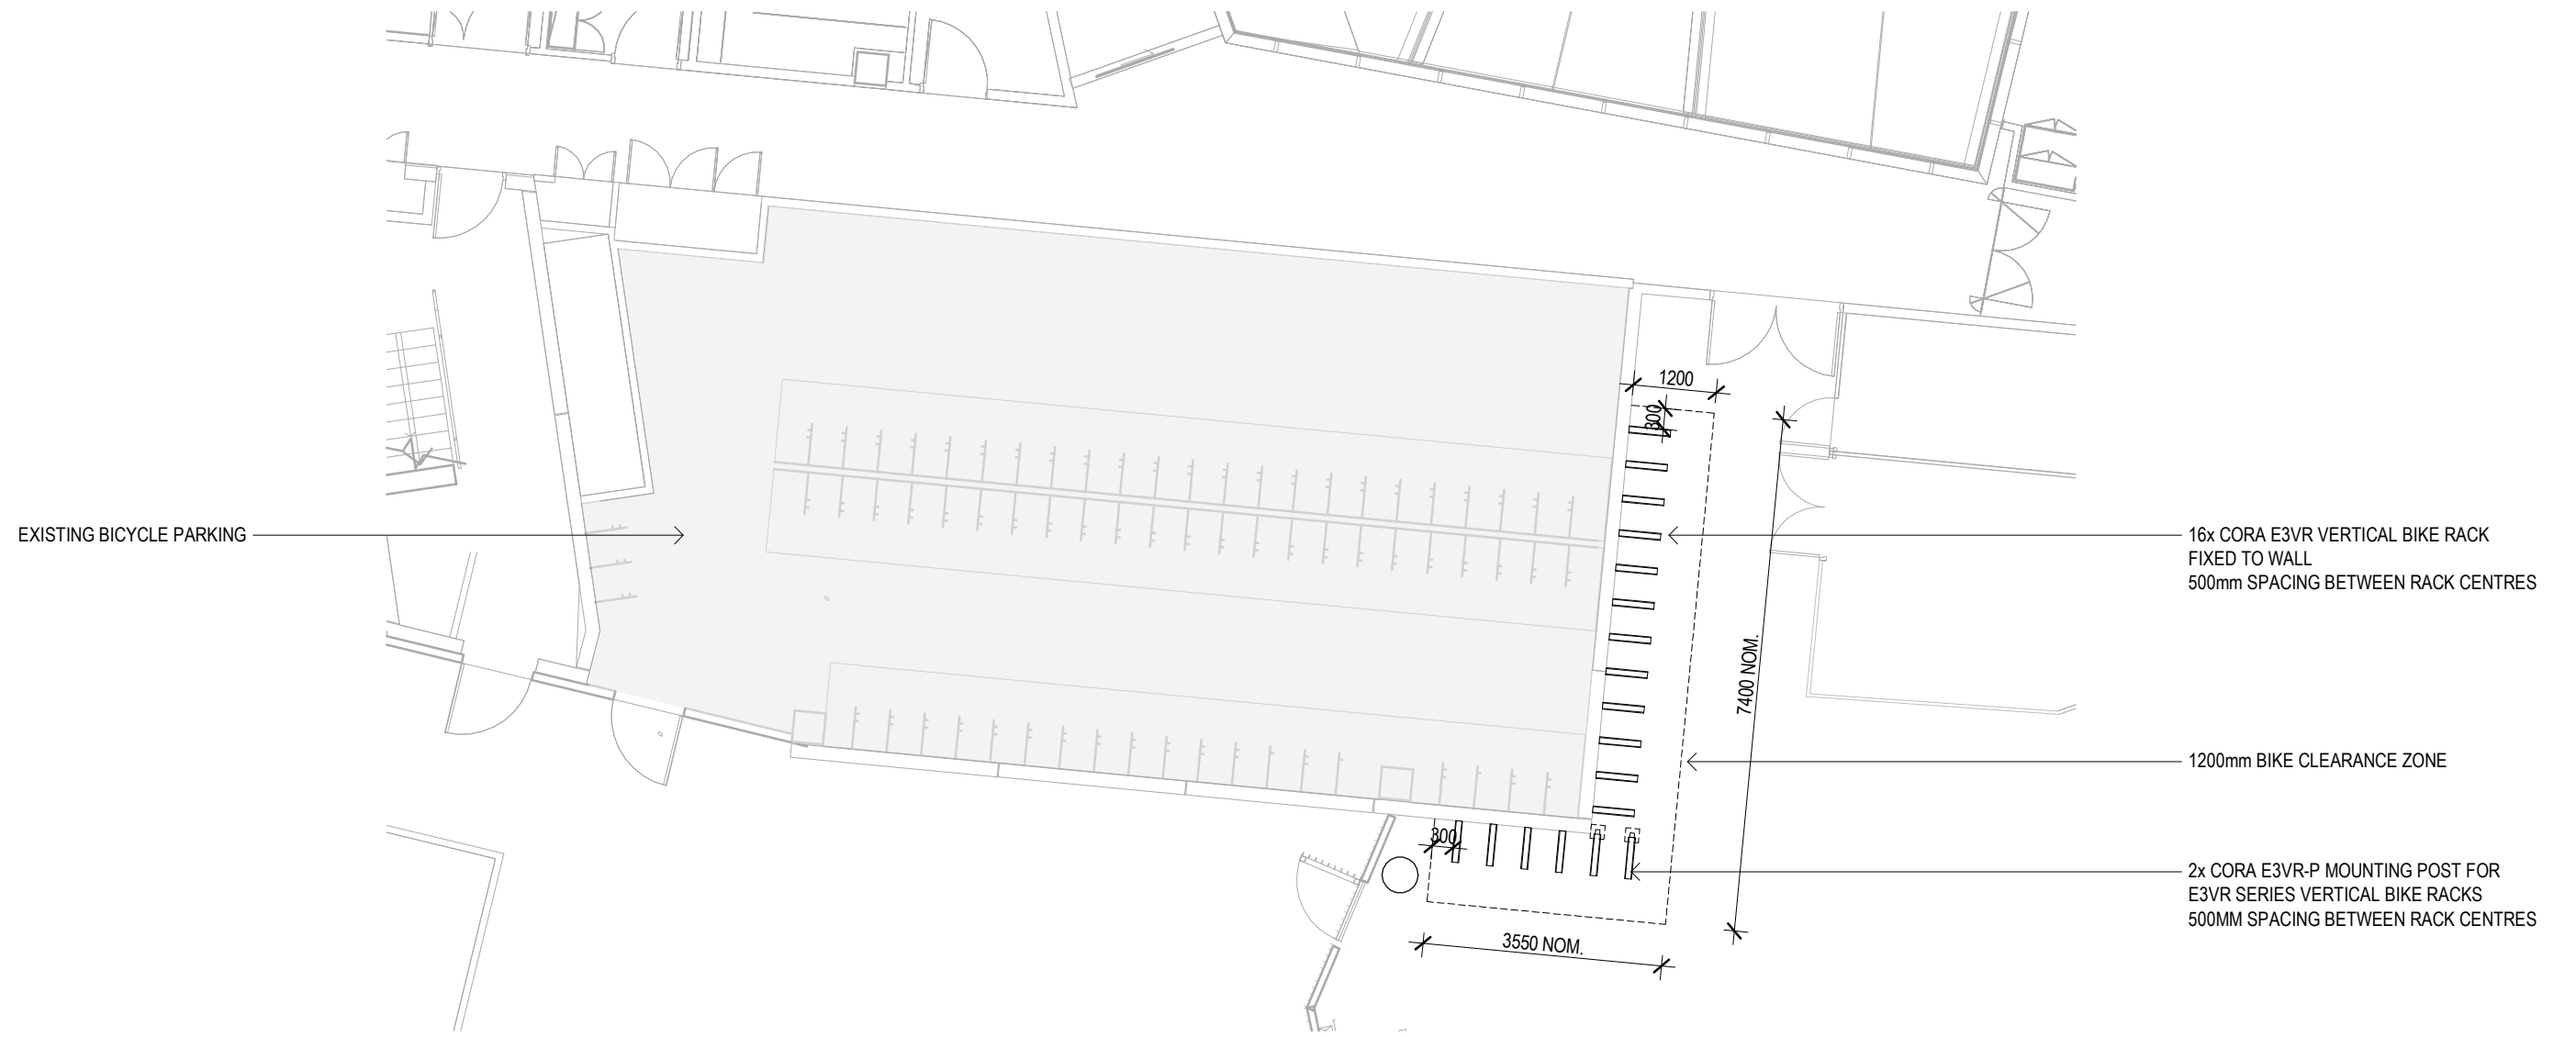 1200
300
EXISTING BICYCLE PARKING
16x CORA E3VR VERTICAL BIKE RACK
FIXED TO WALL
500mm SPACING BETWEEN RACK CENTRES
7400 NOM.
1200mm BIKE CLEARANCE ZONE
300
2x CORA E3VR-P MOUNTING POST FOR
E3VR SERIES VERTICAL BIKE RACKS
500MM SPACING BETWEEN RACK CENTRES
3550 NOM.